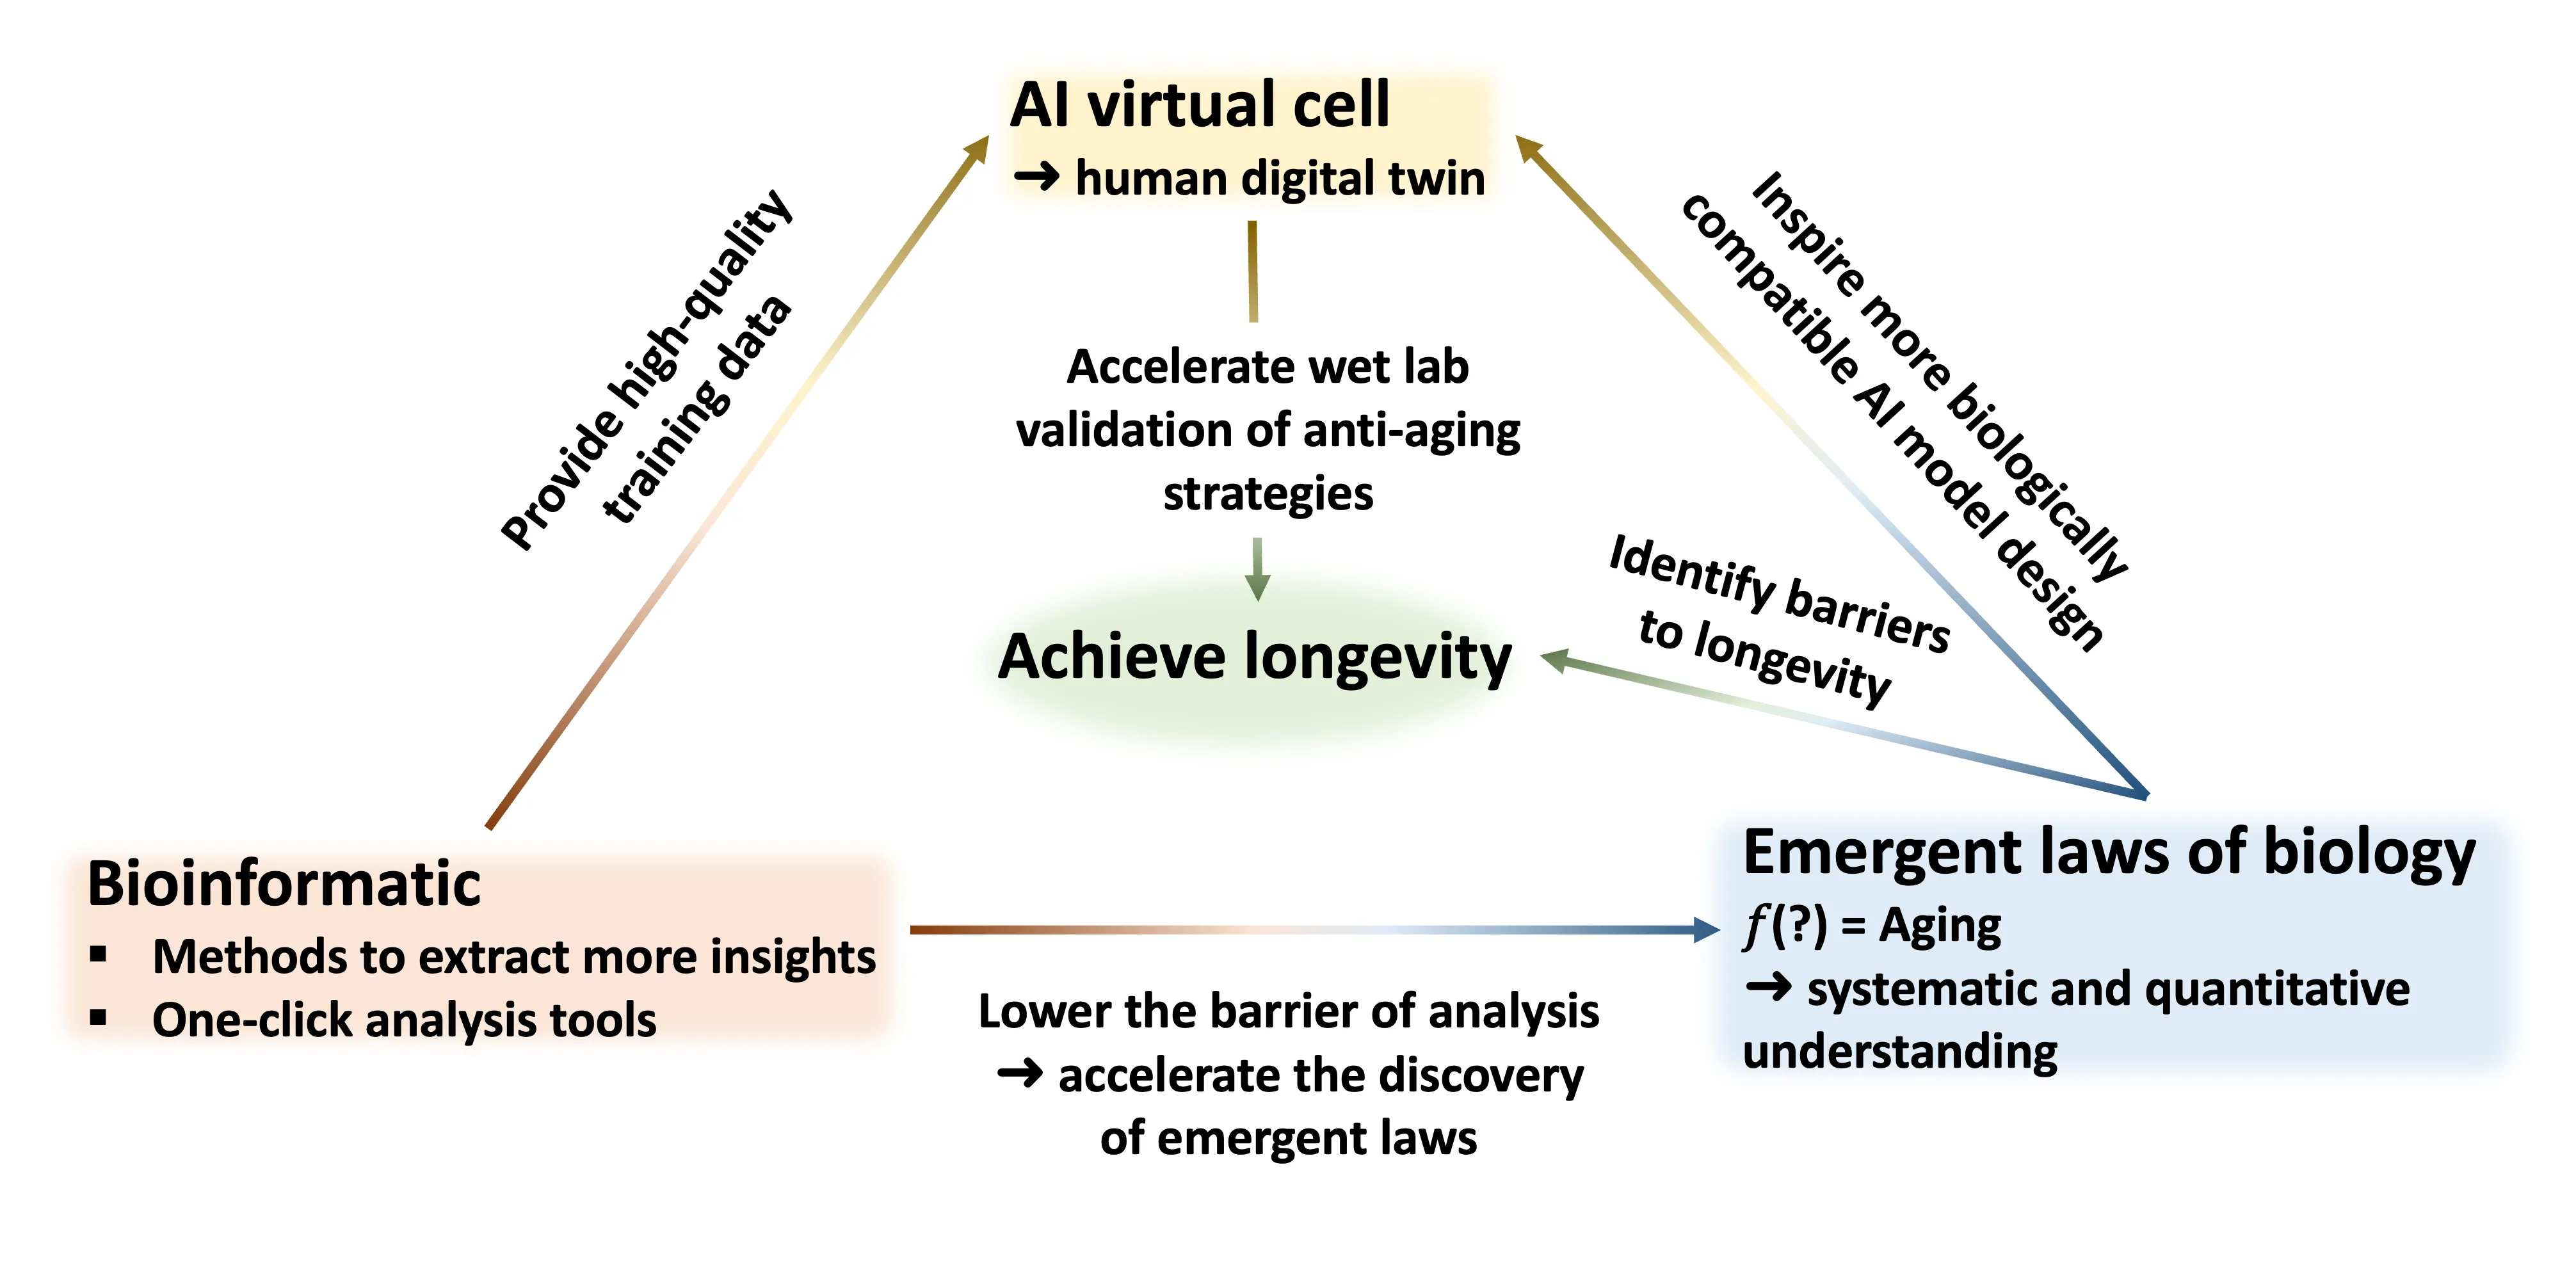 AI virtual cell
➜ human digital twin
Provide high-quality
training data
Inspire more biologically
compatible AI model design
Accelerate wet lab
validation of anti-aging
strategies
Identify barriers
to longevity
Achieve longevity
Bioinformatic
▪ Methods to extract more insights
▪ One-click analysis tools
Lower the barrier of analysis
➜ accelerate the discovery
of emergent laws
Emergent laws of biology
f(?) = Aging
➜ systematic and quantitative
understanding